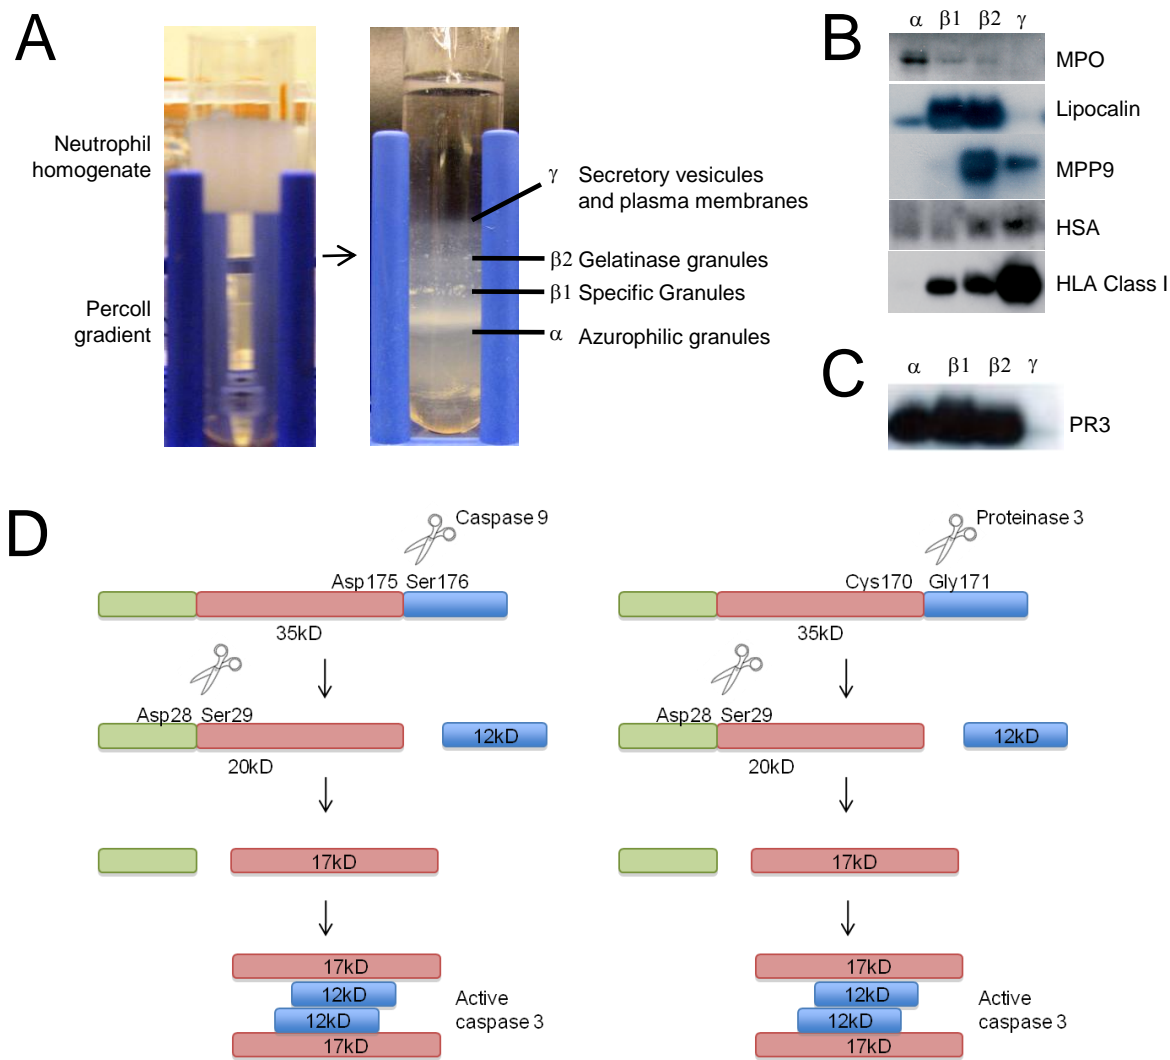 A
Neutrophil
homogenate
Percoll
gradient
γ Secretory vesicules
and plasma membranes
β2 Gelatinase granules
β1 Specific Granules
α Azurophilic granules
B
α β1 β2 γ
MPO
Lipocalin
MPP9
HSA
HLA Class I
C
α β1 β2 γ
PR3
D
Caspase 9
Asp175 Ser176
35kD
Asp28 Ser29
12kD
20kD
17kD
17kD
12kD
12kD
17kD
Active
caspase 3
Proteinase 3
Cys170 Gly171
35kD
Asp28 Ser29
12kD
20kD
17kD
17kD
12kD
12kD
17kD
Active
caspase 3